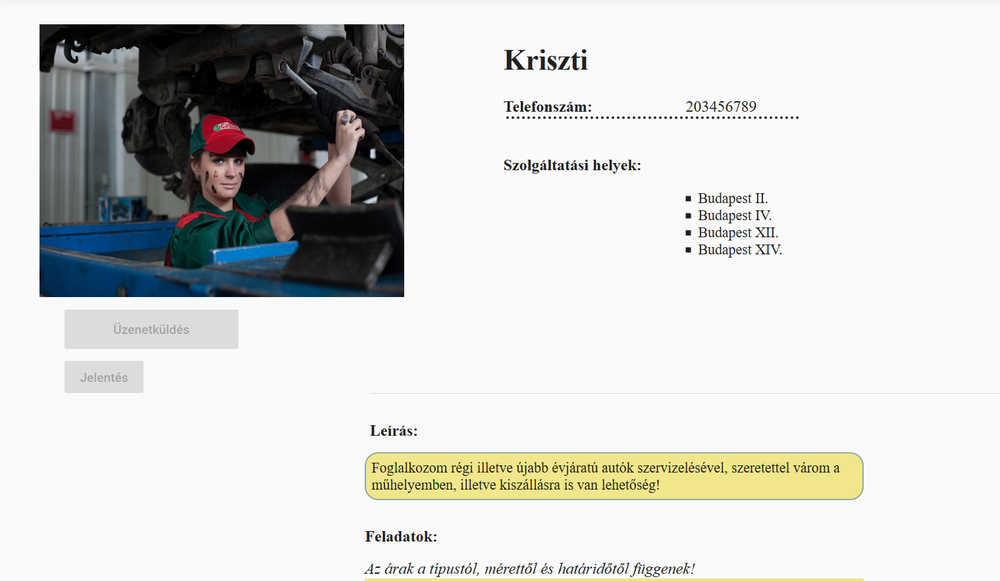 Kriszti
Telefonszám: 203456789
Szolgáltatási helyek:
Budapest II.
Budapest IV.
Budapest XII.
Budapest XIV.
Üzenetküldés
Jelentés
Leírás:
Foglalkozom régi illetve újabb évjáratú autók szervizelésével, szeretettel várom a
műhelyemben, illetve kiszállásra is van lehetőség!
Feladatok:
Az árak a típustól, mérettől és határidőtől függenek!